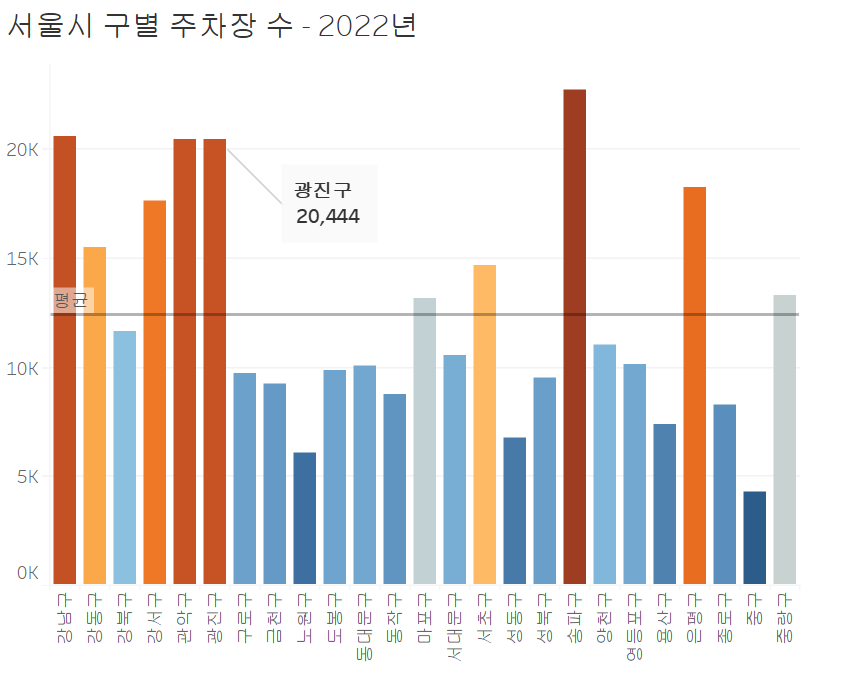 서울시 구별 주차장 수 - 2022년
20K
15K
10K
5K
0K
평균
광진구
20,444
강남구
강동구
강북구
강서구
관악구
광진구
구로구
금천구
노원구
도봉구
동대문구
동작구
마포구
서대문구
서초구
성동구
성북구
송파구
양천구
영등포구
용산구
은평구
종로구
중구
중랑구